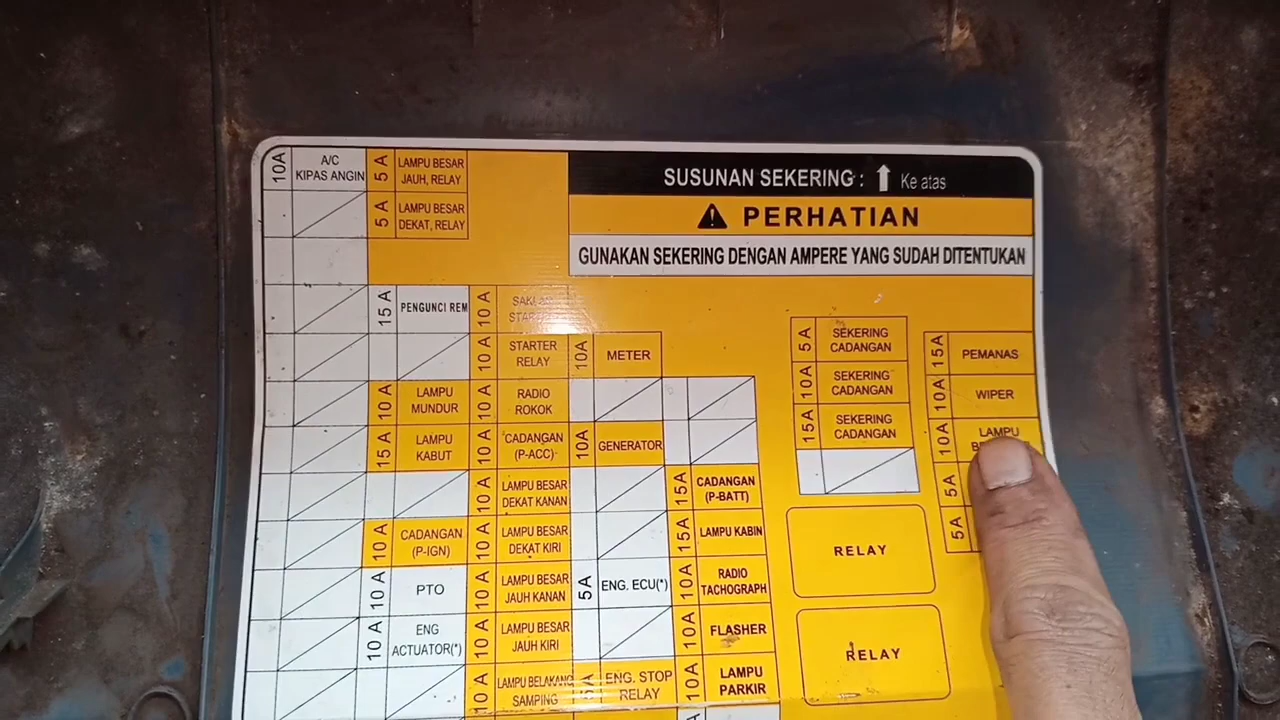 SUSUNAN SEKERING : Ke atas
PERHATIAN
GUNAKAN SEKERING DENGAN AMPERE YANG SUDAH DITENTUKAN
10A
A/C
KIPAS ANGIN
5 A
LAMPU BESAR
JAUH, RELAY
5 A
LAMPU BESAR
DEKAT, RELAY
15 A
PENGUNCI REM
10 A
10 A
STARTER
RELAY
10A
METER
10 A
LAMPU
MUNDUR
10 A
RADIO
ROKOK
15 A
LAMPU
KABUT
10 A
CADANGAN
(P-ACC)
10A
GENERATOR
10 A
LAMPU BESAR
DEKAT KANAN
15A
CADANGAN
(P-BATT)
10 A
CADANGAN
(P-IGN)
10 A
LAMPU BESAR
DEKAT KIRI
15A
LAMPU KABIN
10 A
PTO
10 A
LAMPU BESAR
JAUH KANAN
5A
ENG. ECU(*)
10A
RADIO
TACHOGRAPH
10 A
ENG
ACTUATOR(*)
10 A
LAMPU BESAR
JAUH KIRI
10A
FLASHER
10 A
LAMPU BELAKANG
SAMPING
5A
ENG. STOP
RELAY
10A
LAMPU
PARKIR
5A
SEKERING
CADANGAN
10A
SEKERING
CADANGAN
15A
SEKERING
CADANGAN
15A
PEMANAS
10A
WIPER
10A
LAMPU
5A
5A
RELAY
RELAY